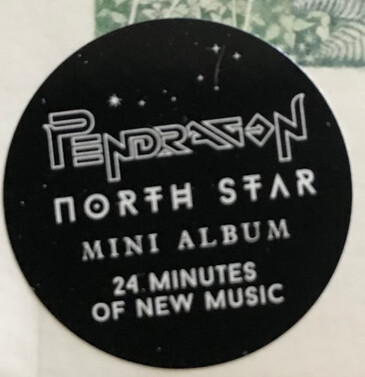 PENDRAGON
NORTH STAR
MINI ALBUM
24 MINUTES
OF NEW MUSIC